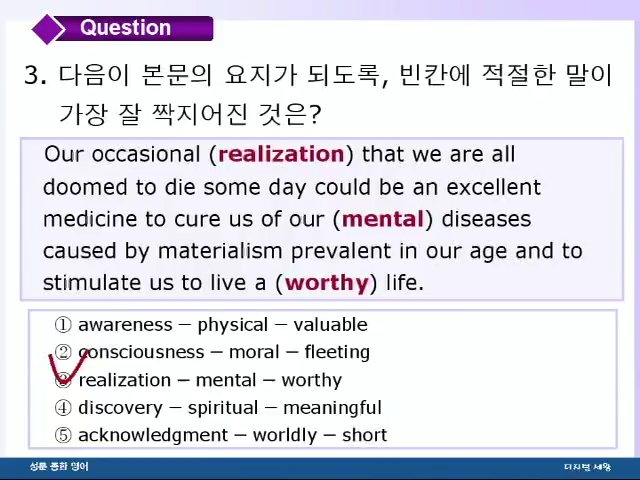 Question
3. 다음이 본문의 요지가 되도록, 빈칸에 적절한 말이
가장 잘 짝지어진 것은?
Our occasional (realization) that we are all
doomed to die some day could be an excellent
medicine to cure us of our (mental) diseases
caused by materialism prevalent in our age and to
stimulate us to live a (worthy) life.
① awareness – physical – valuable
② consciousness – moral – fleeting
③ realization – mental – worthy
④ discovery – spiritual – meaningful
⑤ acknowledgment – worldly – short
성문 종합 영어
디지털 세왕